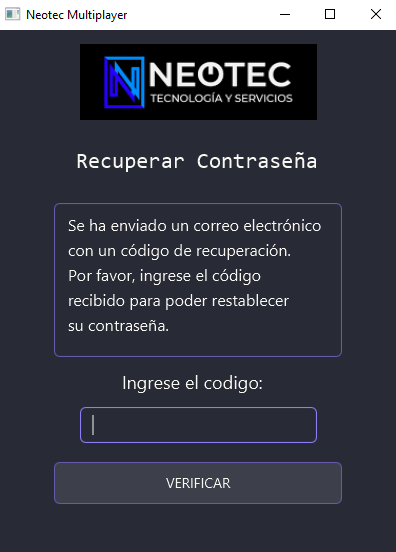 Neotec Multiplayer
NEOTEC
TECNOLOGÍA Y SERVICIOS
Recuperar Contraseña
Se ha enviado un correo electrónico
con un código de recuperación.
Por favor, ingrese el código
recibido para poder restablecer
su contraseña.
Ingrese el codigo:
VERIFICAR